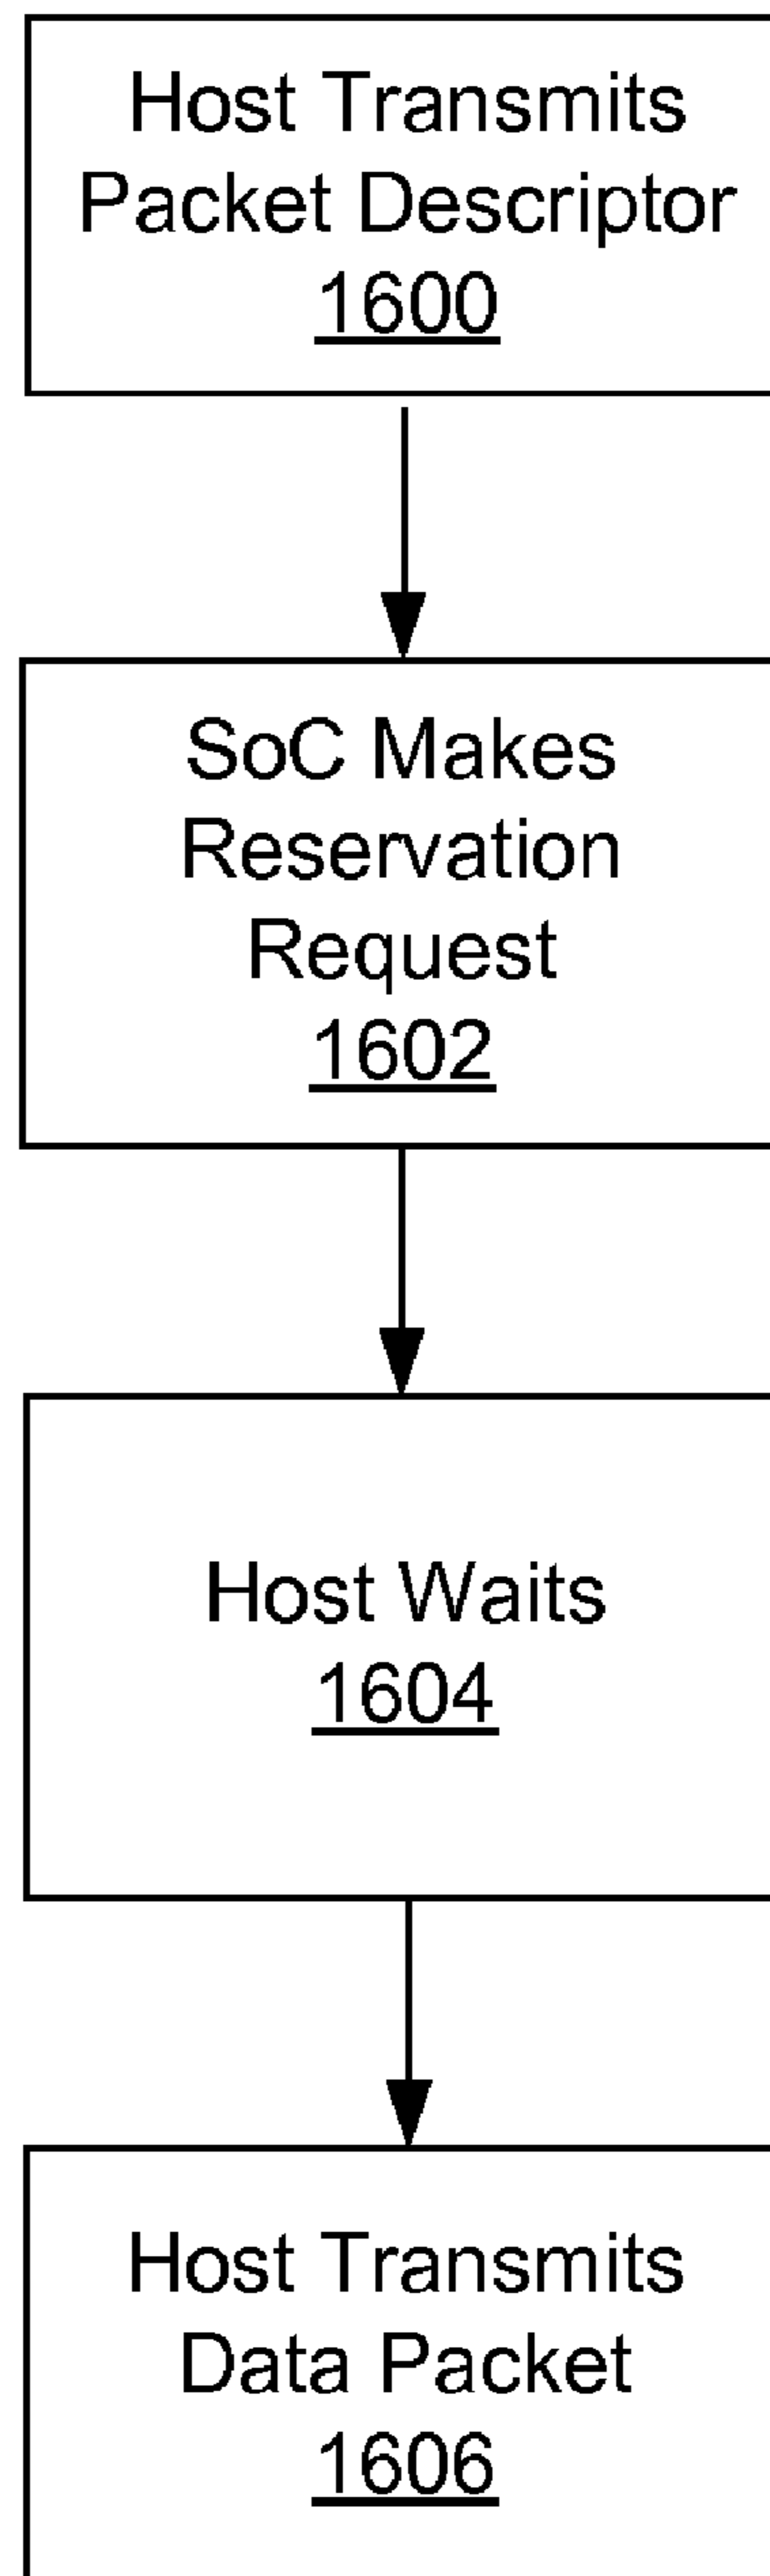 Host Transmits
Packet Descriptor
1600
SoC Makes
Reservation
Request
1602
Host Waits
1604
Host Transmits
Data Packet
1606